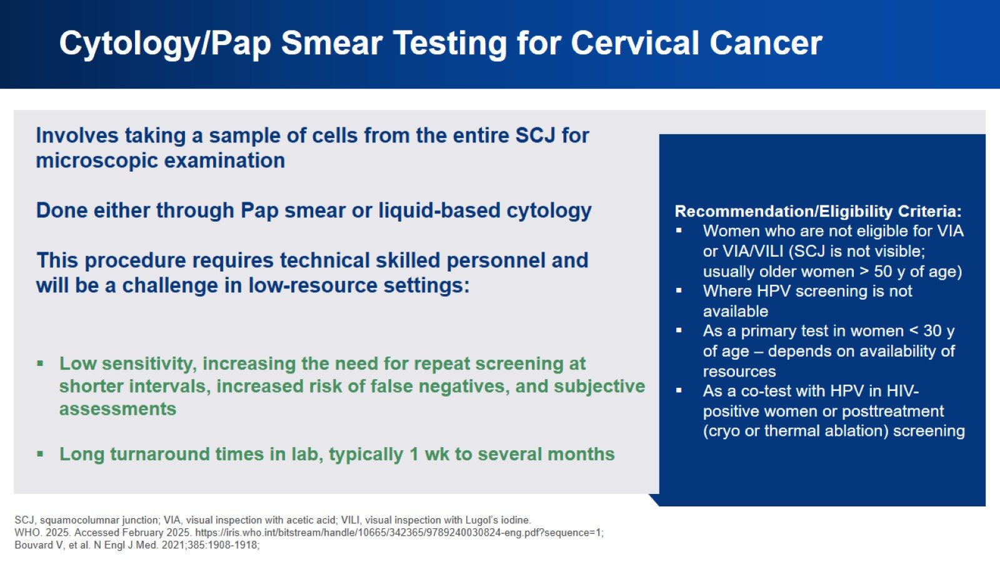 Cytology/Pap Smear Testing for Cervical Cancer
Involves taking a sample of cells from the entire SCJ for
microscopic examination
Done either through Pap smear or liquid-based cytology
This procedure requires technical skilled personnel and
will be a challenge in low-resource settings:
▪ Low sensitivity, increasing the need for repeat screening at
shorter intervals, increased risk of false negatives, and subjective
assessments
▪ Long turnaround times in lab, typically 1 wk to several months
Recommendation/Eligibility Criteria:
▪ Women who are not eligible for VIA
or VIA/VILI (SCJ is not visible;
usually older women > 50 y of age)
▪ Where HPV screening is not
available
▪ As a primary test in women < 30 y
of age – depends on availability of
resources
▪ As a co-test with HPV in HIV-
positive women or posttreatment
(cryo or thermal ablation) screening
SCJ, squamocolumnar junction; VIA, visual inspection with acetic acid; VILI, visual inspection with Lugol's iodine.
WHO. 2025. Accessed February 2025. https://iris.who.int/bitstream/handle/10665/342365/9789240030824-eng.pdf?sequence=1;
Bouvard V, et al. N Engl J Med. 2021;385:1908-1918;